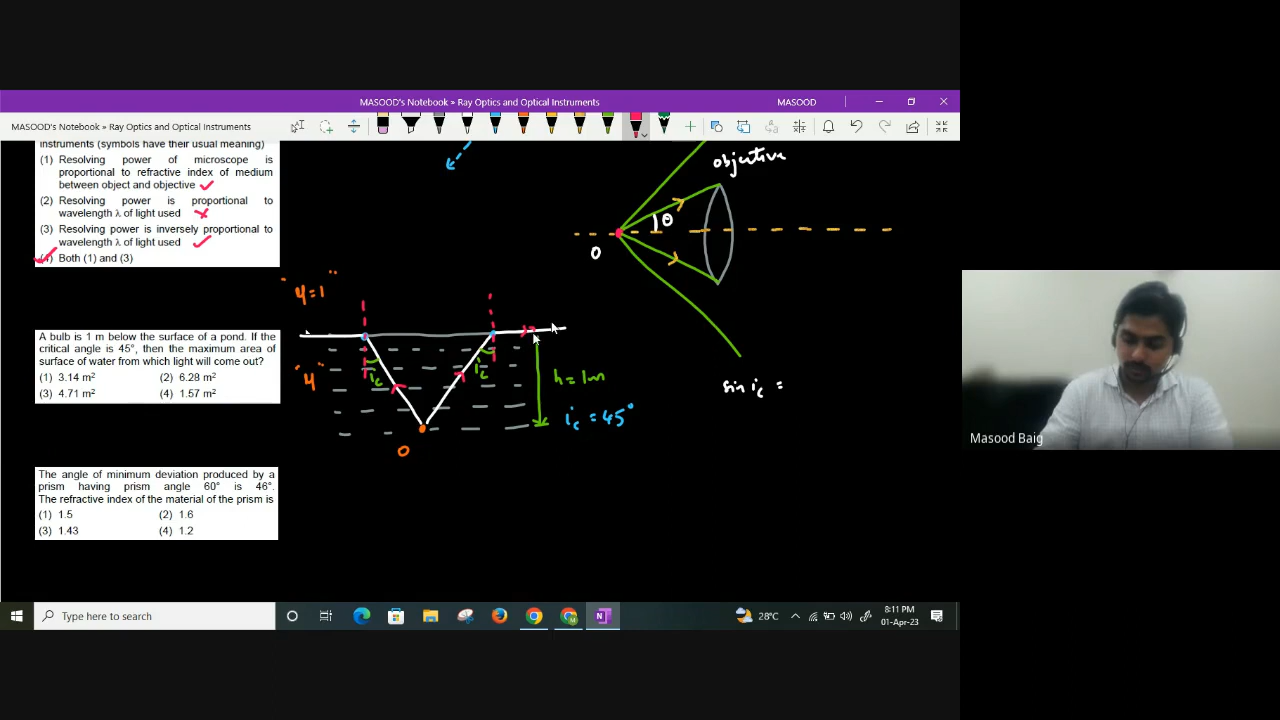 MASOOD's Notebook » Ray Optics and Optical Instruments
MASOOD
MASOOD's Notebook » Ray Optics and Optical Instruments
instruments (symbols have their usual meaning)
(1) Resolving power of microscope is
proportional to refractive index of medium
between object and objective
(2) Resolving power is proportional to
wavelength λ of light used
(3) Resolving power is inversely proportional to
wavelength λ of light used
(4) Both (1) and (3)
objective
θ
O
"μ=1"
A bulb is 1 m below the surface of a pond. If the
critical angle is 45°, then the maximum area of
surface of water from which light will come out?
(1) 3.14 m² (2) 6.28 m²
(3) 4.71 m² (4) 1.57 m²
"μ"
ic
ic
h = 1m
ic = 45°
O
sin ic =
Masood Baig
The angle of minimum deviation produced by a
prism having prism angle 60° is 46°.
The refractive index of the material of the prism is
(1) 1.5 (2) 1.6
(3) 1.43 (4) 1.2
Type here to search
28°C
8:11 PM
01-Apr-23